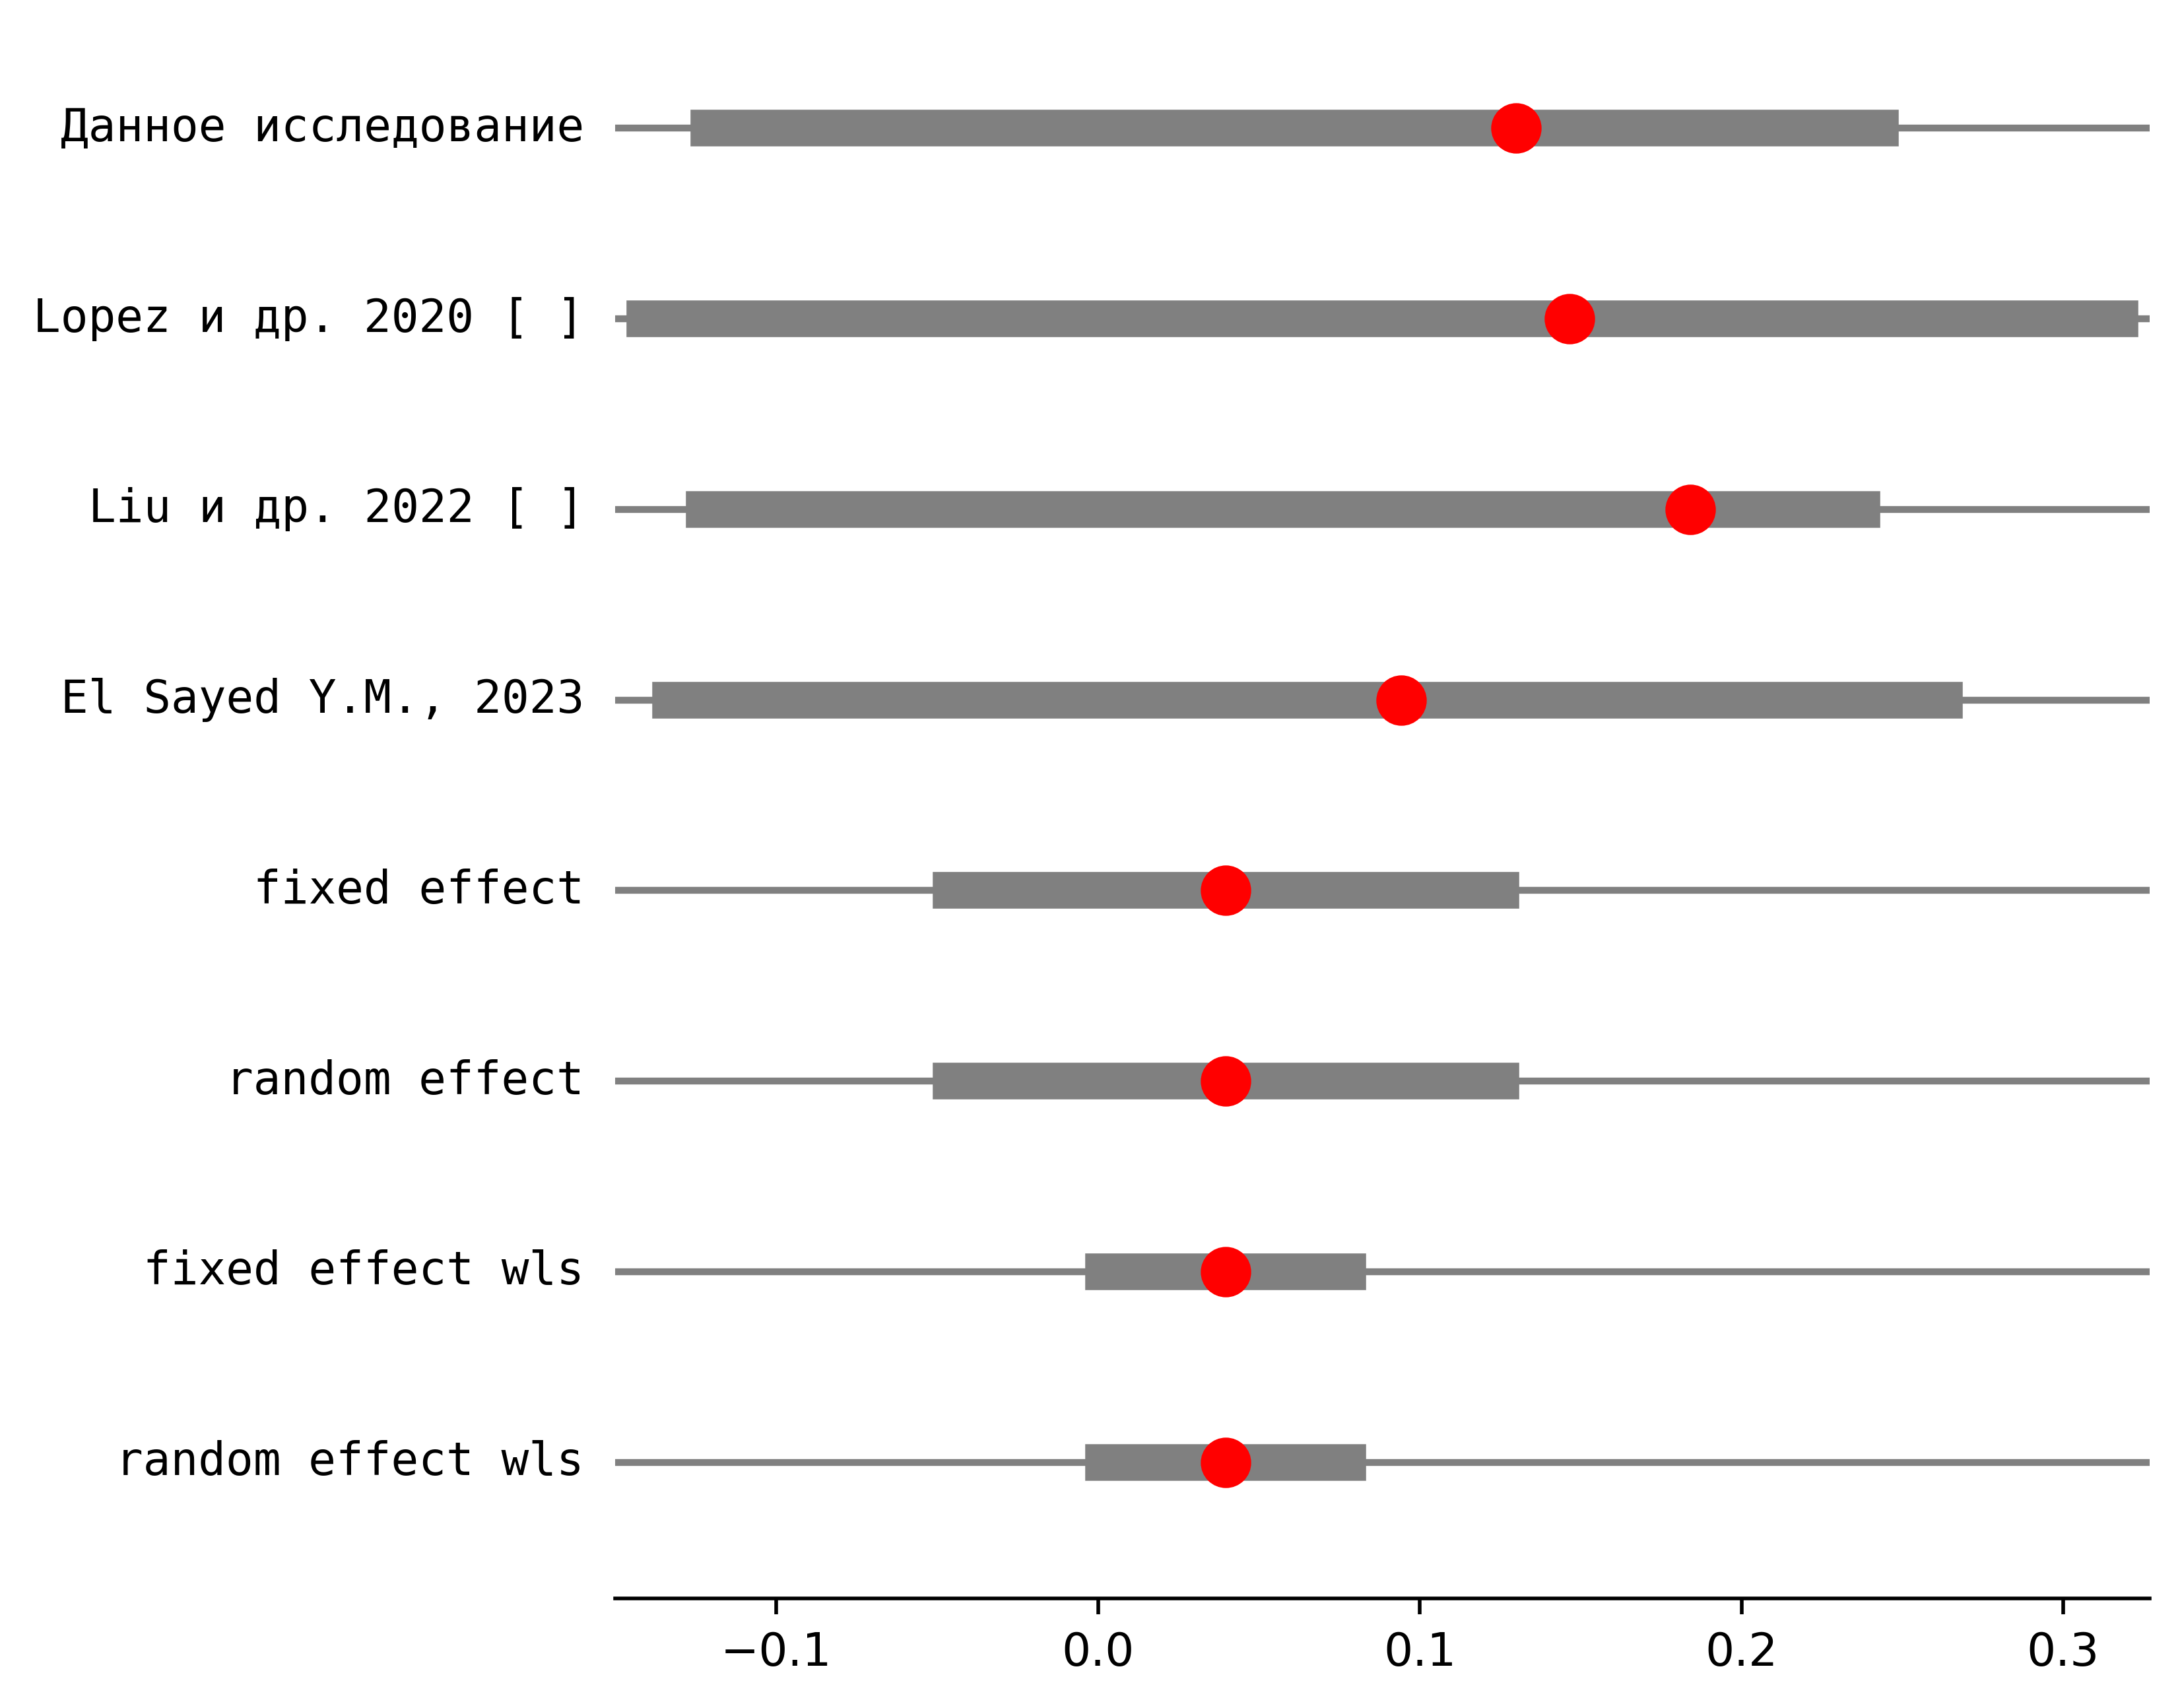 Данное исследование
Lopez и др. 2020 [ ]
Liu и др. 2022 [ ]
El Sayed Y.M., 2023
fixed effect
random effect
fixed effect wls
random effect wls
−0.1 0.0 0.1 0.2 0.3